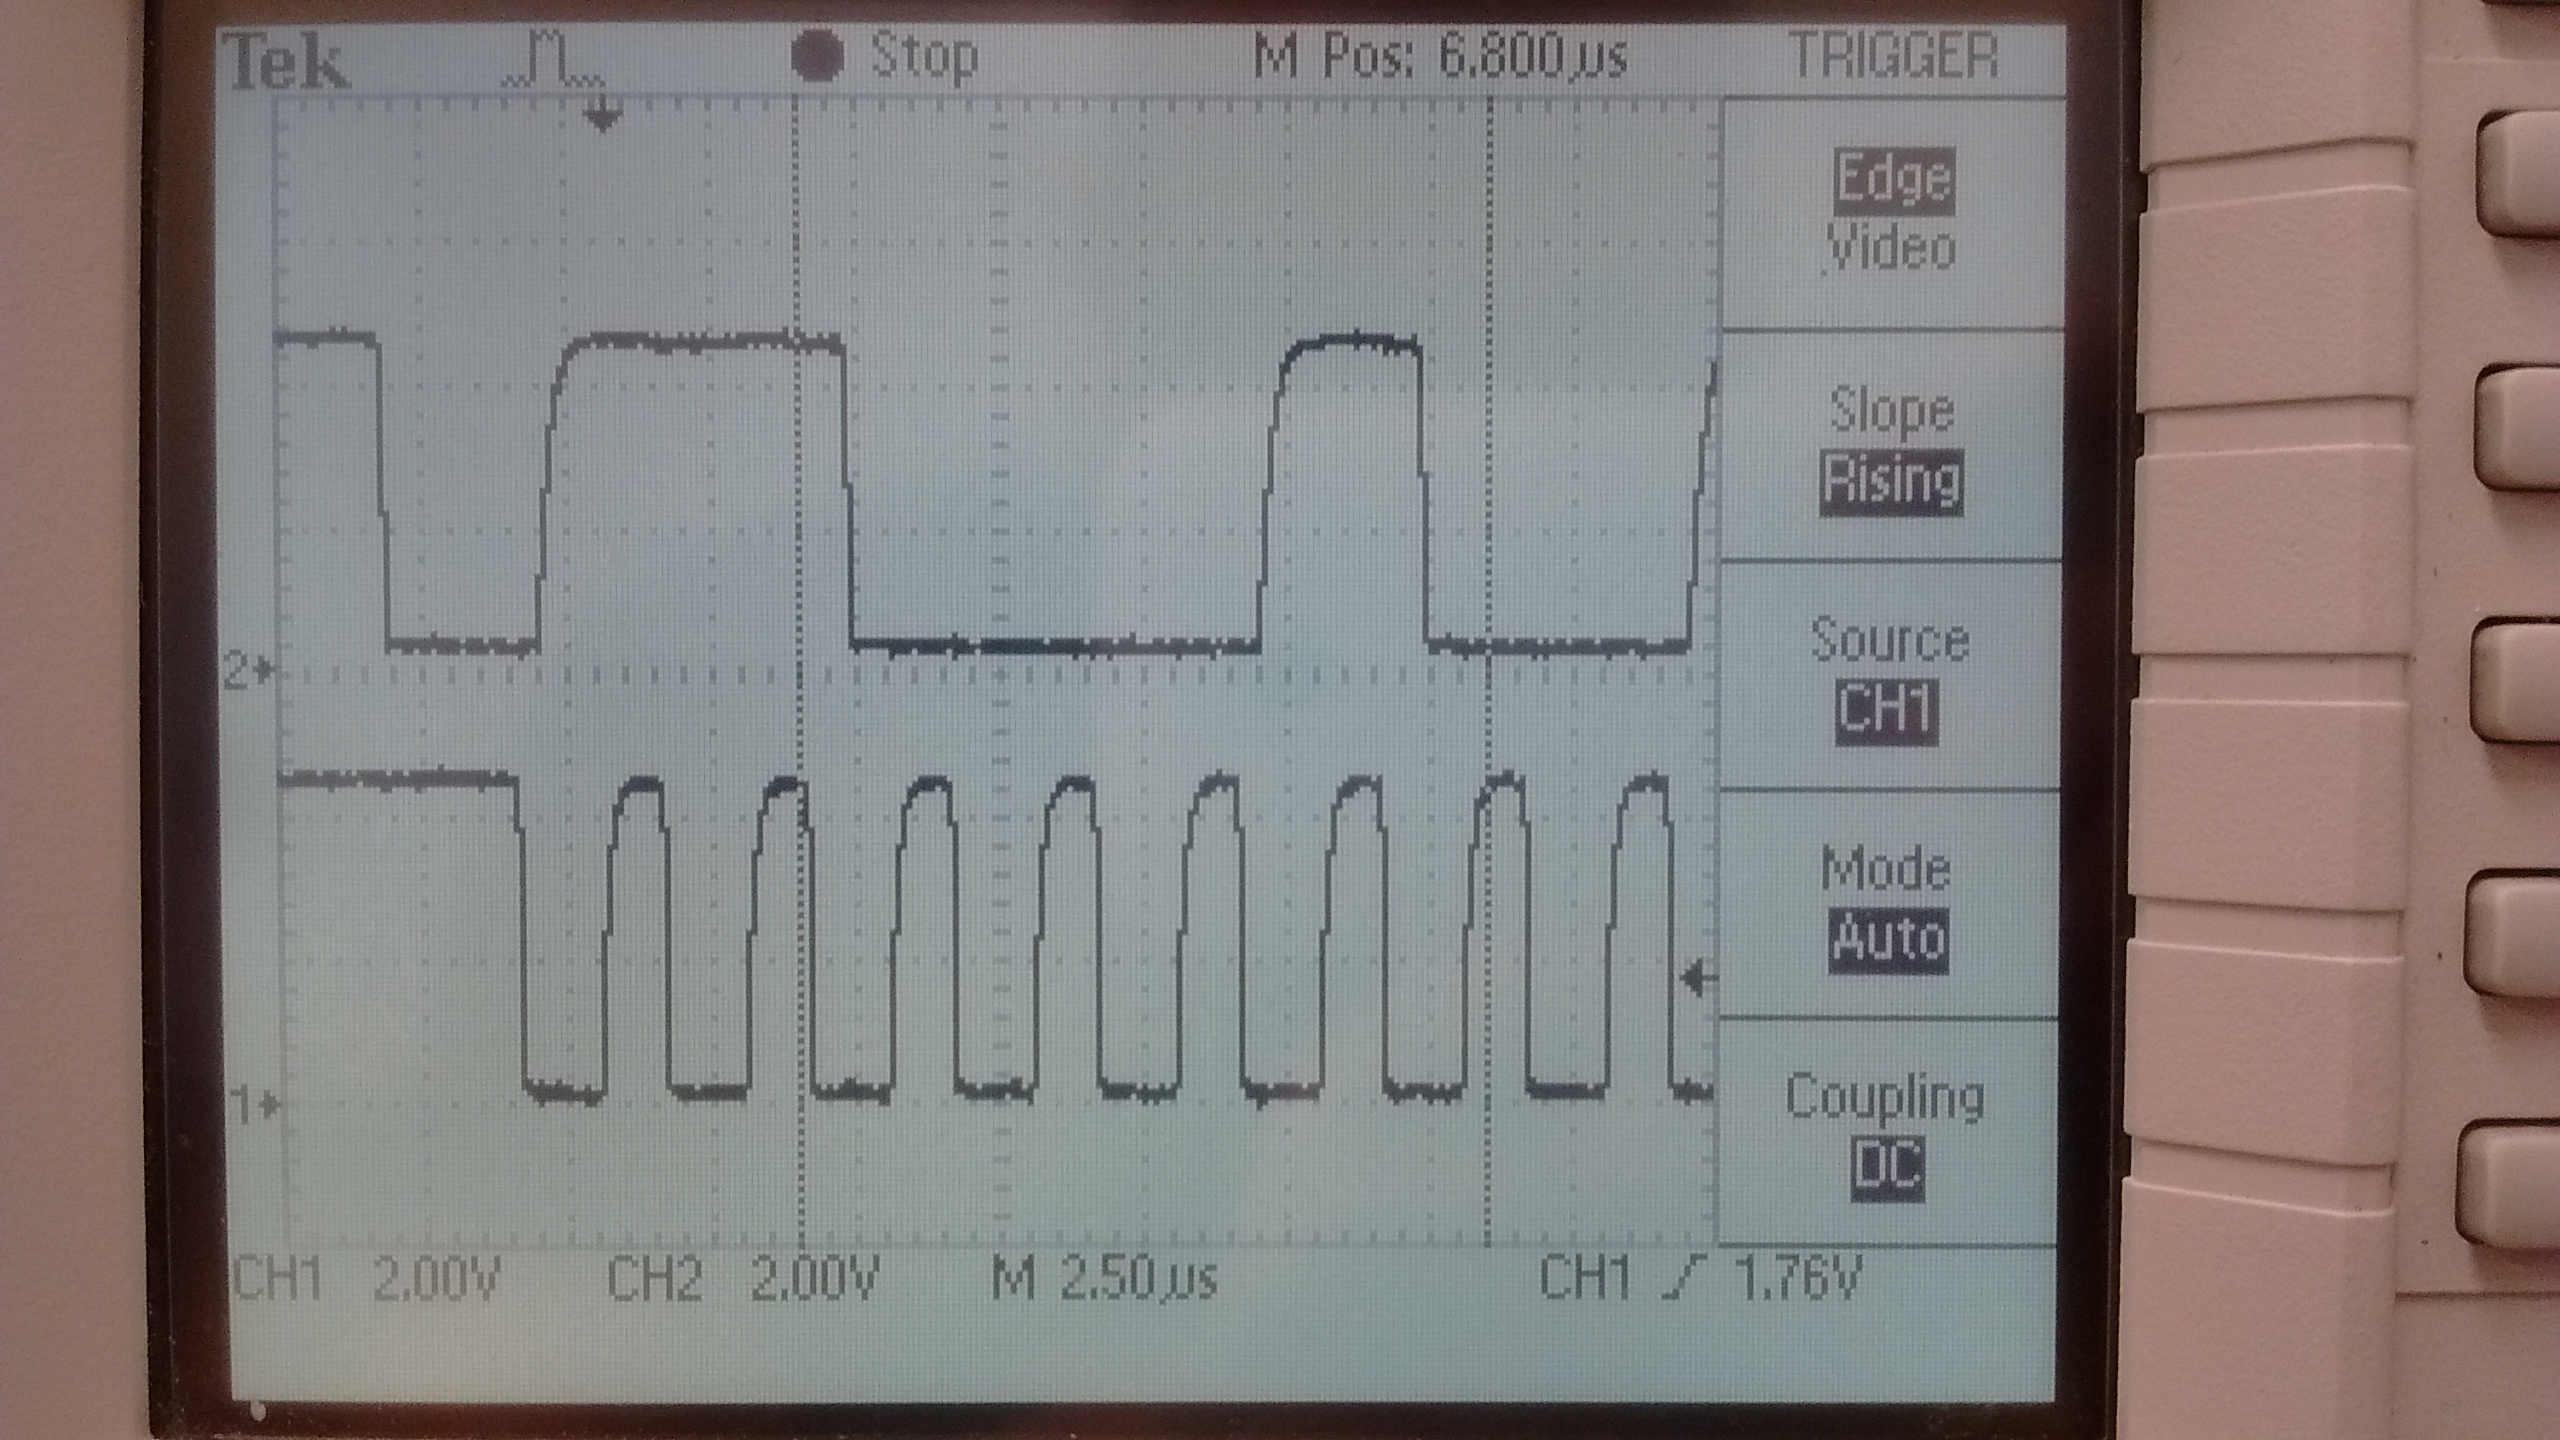 Tek Stop M Pos: 6.800µs TRIGGER
Edge
Video
Slope
Rising
Source
CH1
Mode
Auto
Coupling
DC
2
1
CH1 2.00V CH2 2.00V M 2.50µs CH1 1.76V